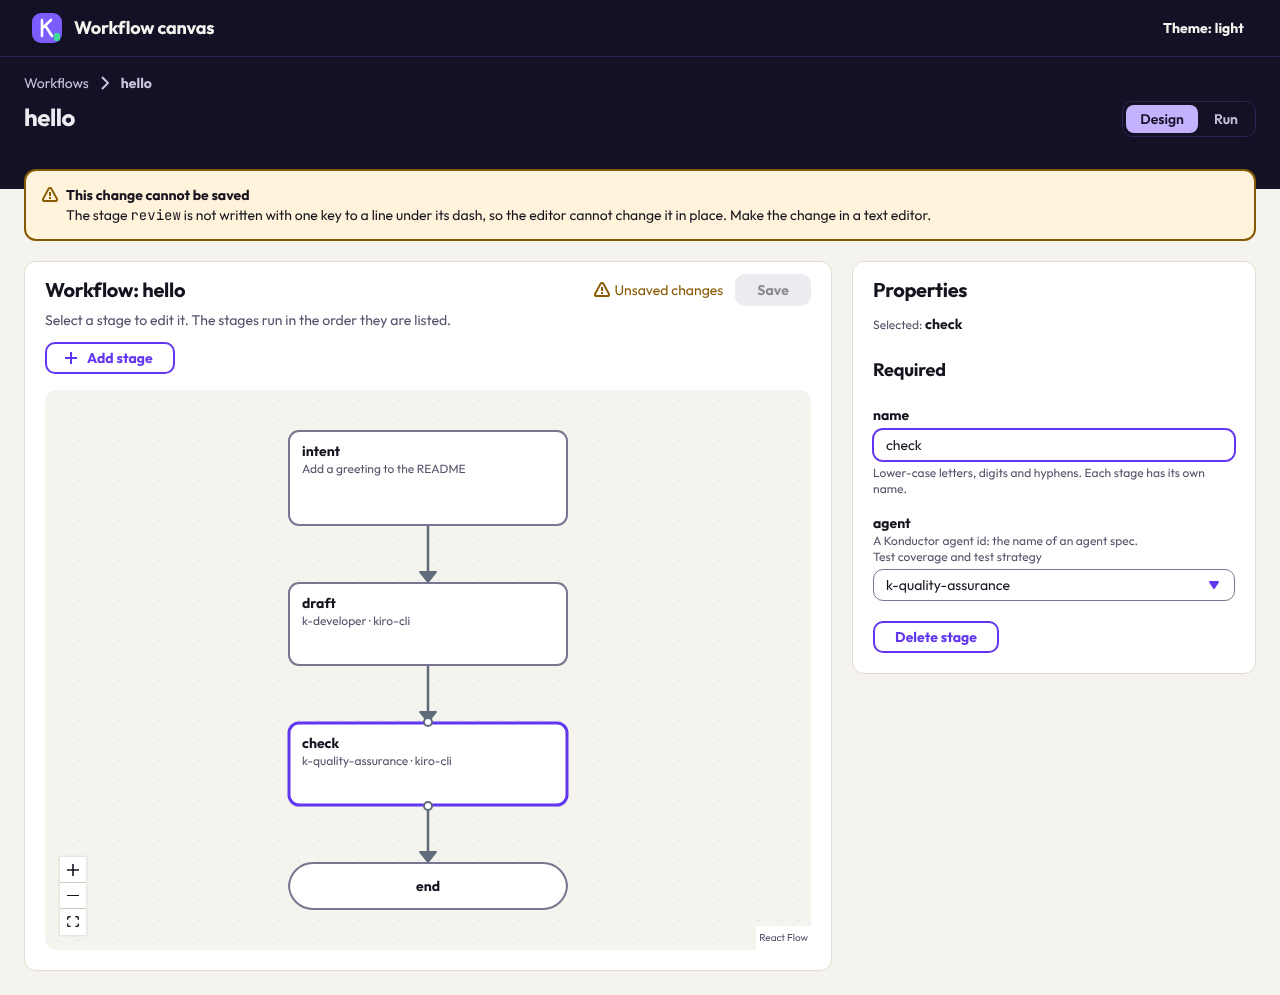 Workflow canvas
Theme: light
Workflows
hello
hello
Design
Run
This change cannot be saved
The stage review is not written with one key to a line under its dash, so the editor cannot change it in place. Make the change in a text editor.
Workflow: hello
Unsaved changes
Save
Select a stage to edit it. The stages run in the order they are listed.
Add stage
intent
Add a greeting to the README
draft
k-developer · kiro-cli
check
k-quality-assurance · kiro-cli
end
React Flow
Properties
Selected: check
Required
name
check
Lower-case letters, digits and hyphens. Each stage has its own
name.
agent
A Konductor agent id: the name of an agent spec.
Test coverage and test strategy
k-quality-assurance
Delete stage